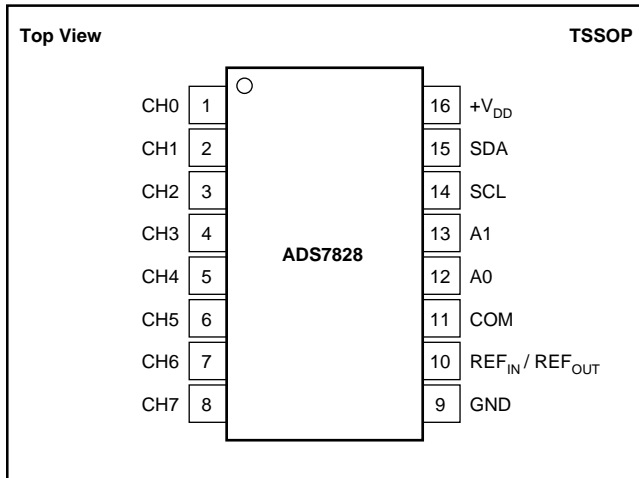 Top View TSSOP
CH0 1 16 +VDD
CH1 2 15 SDA
CH2 3 14 SCL
CH3 4 13 A1
ADS7828
CH4 5 12 A0
CH5 6 11 COM
CH6 7 10 REFIN / REFOUT
CH7 8 9 GND